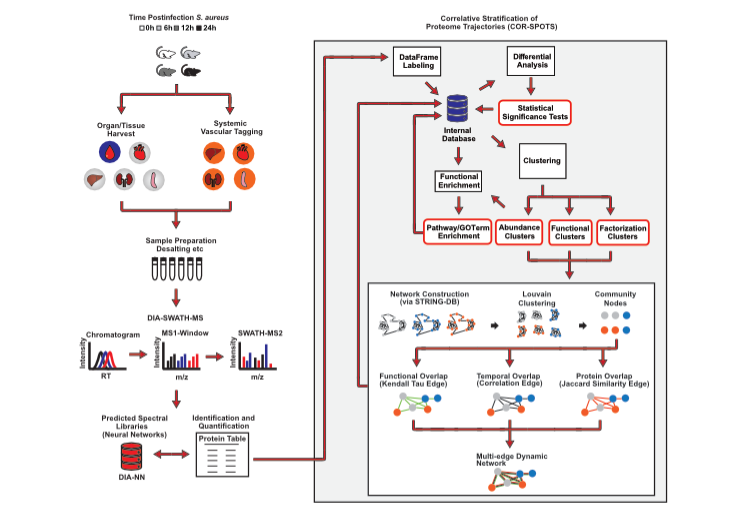 Time Postinfection S. aureus
0h 6h 12h 24h
Organ/Tissue
Harvest
Systemic
Vascular Tagging
Sample Preparation
Desalting etc
DIA-SWATH-MS
Chromatogram
MS1-Window
SWATH-MS2
Intensity
RT
Intensity
m/z
Intensity
m/z
Predicted Spectral
Libraries
(Neural Networks)
DIA-NN
Identification and
Quantification
Protein Table
Correlative Stratification of
Proteome Trajectories (COR-SPOTS)
DataFrame
Labeling
Differential
Analysis
Statistical
Significance Tests
Internal
Database
Clustering
Functional
Enrichment
Pathway/GOTerm
Enrichment
Abundance
Clusters
Functional
Clusters
Factorization
Clusters
Network Construction
(via STRING-DB)
Louvain
Clustering
Community
Nodes
Functional Overlap
(Kendall Tau Edge)
Temporal Overlap
(Correlation Edge)
Protein Overlap
(Jaccard Similarity Edge)
Multi-edge Dynamic
Network